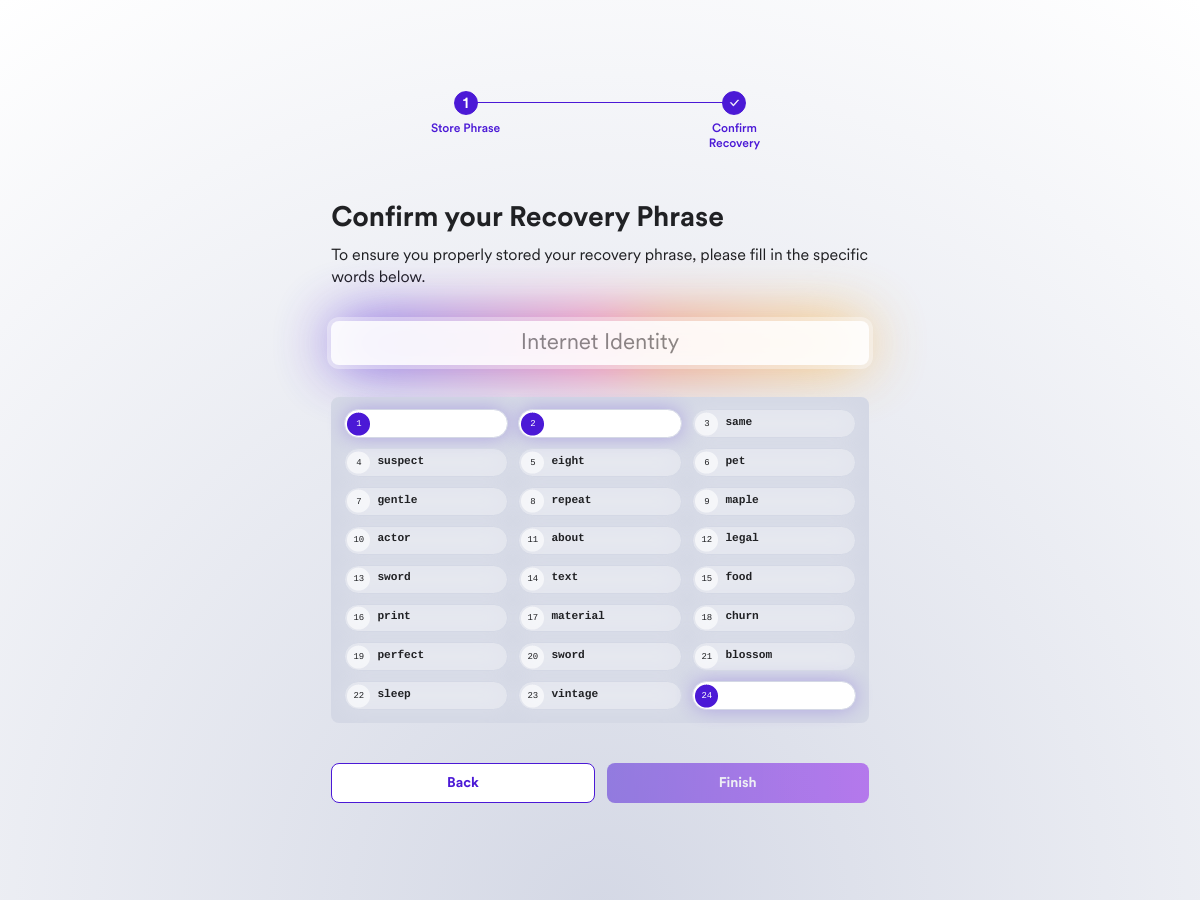 1
Store Phrase
Confirm
Recovery
Confirm your Recovery Phrase
To ensure you properly stored your recovery phrase, please fill in the specific
words below.
Internet Identity
1 2 3 same
4 suspect 5 eight 6 pet
7 gentle 8 repeat 9 maple
10 actor 11 about 12 legal
13 sword 14 text 15 food
16 print 17 material 18 churn
19 perfect 20 sword 21 blossom
22 sleep 23 vintage 24
Back Finish